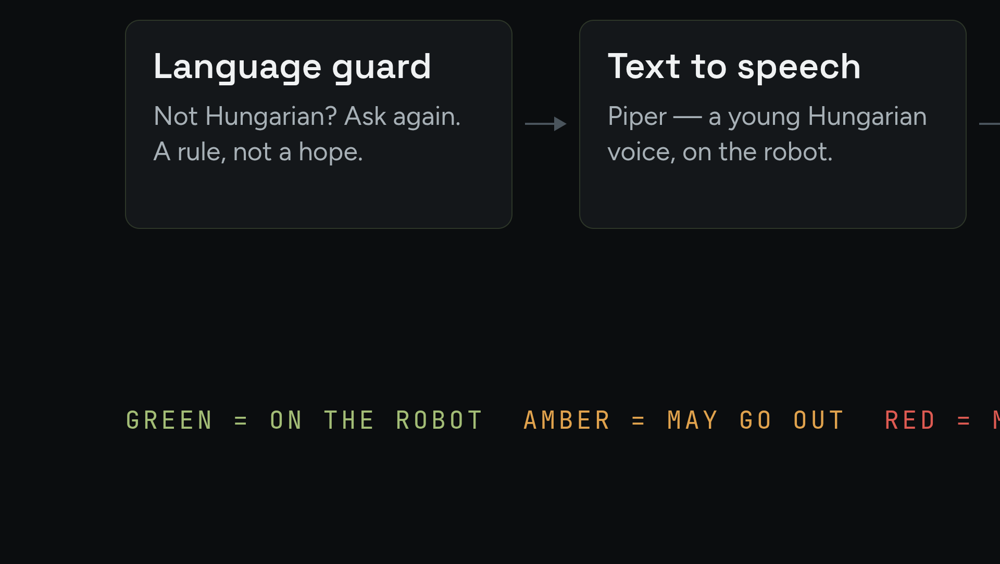 Language guard
Not Hungarian? Ask again.
A rule, not a hope.
Text to speech
Piper — a young Hungarian
voice, on the robot.
GREEN = ON THE ROBOT AMBER = MAY GO OUT RED =